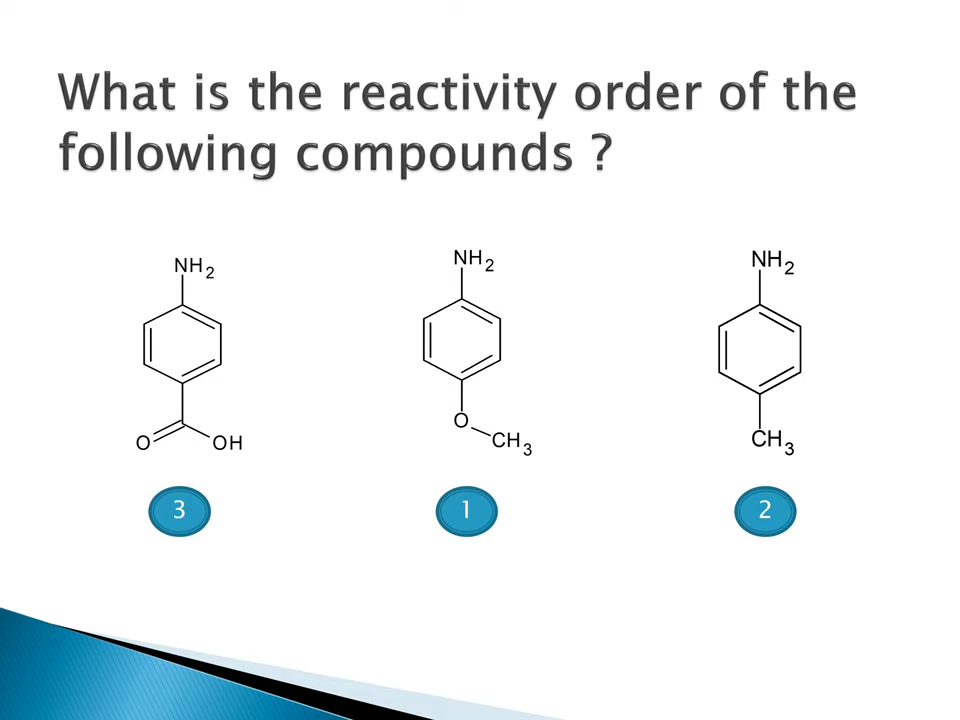 What is the reactivity order of the
following compounds ?
NH2 NH2 NH2
O OH O CH3 CH3
3 1 2